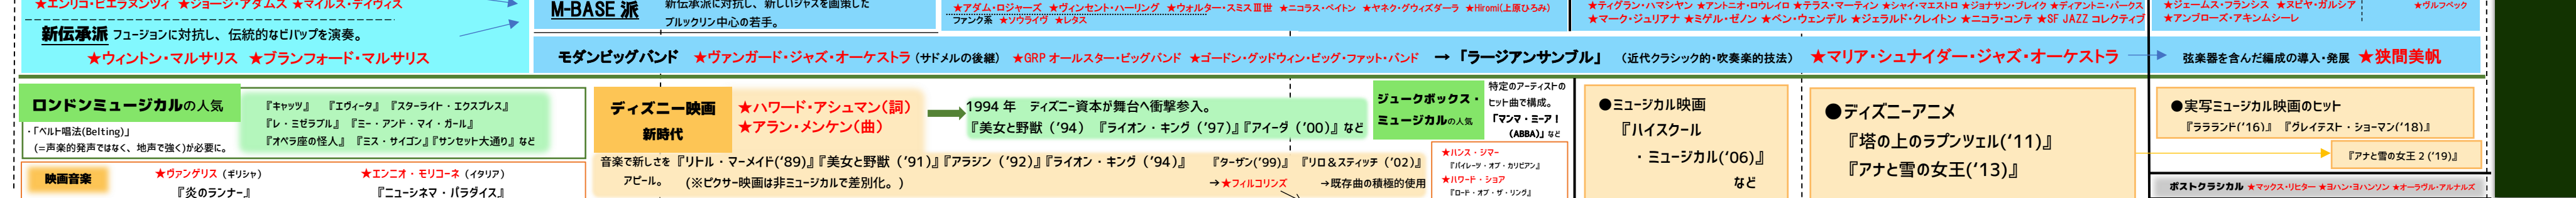 ★エンリコ・ピエラヌンツィ ★ジョージ・アダムス ★マイルス・デイヴィス
新伝承派 フュージョンに対抗し、伝統的なビバップを演奏。
★ウィントン・マルサリス ★ブランフォード・マルサリス
M-BASE 派
新伝承派に対抗し、新しいジャズを画策した
ブルックリン中心の若手。
★アダム・ロジャーズ ★ヴィンセント・ハーリング ★ウォルター・スミスⅢ世 ★ニコラス・ペイトン ★ヤネク・グウィズダーラ ★Hiromi(上原ひろみ)
ファンク系 ★ソウライヴ ★レタス
★ティグラン・ハマシヤン ★アントニオ・ロウレイロ ★テラス・マーティン ★シャイ・マエストロ ★ジョナサン・ブレイク ★ディアントニ・パークス
★マーク・ジュリアナ ★ミゲル・ゼノン ★ベン・ウェンデル ★ジェラルド・クレイトン ★ニコラ・コンテ ★SF JAZZ コレクティブ
★ジェームス・フランシス ★ヌビヤ・ガルシア
★アンブローズ・アキンムシーレ
★ヴルフペック
モダンビッグバンド ★ヴァンガード・ジャズ・オーケストラ(サドメルの後継) ★GRP オールスター・ビッグバンド ★ゴードン・グッドウィン・ビッグ・ファット・バンド → 「ラージアンサンブル」 (近代クラシック的・吹奏楽的技法) ★マリア・シュナイダー・ジャズ・オーケストラ
弦楽器を含んだ編成の導入・発展 ★狭間美帆
ロンドンミュージカルの人気
・「ベルト唱法(Belting)」
(=声楽的発声ではなく、地声で強く)が必要に。
『キャッツ』 『エヴィータ』 『スターライト・エクスプレス』
『レ・ミゼラブル』 『ミー・アンド・マイ・ガール』
『オペラ座の怪人』 『ミス・サイゴン』『サンセット大通り』など
映画音楽
★ヴァンゲリス(ギリシャ)
『炎のランナー』
★エンニオ・モリコーネ(イタリア)
『ニューシネマ・パラダイス』
ディズニー映画
新時代
★ハワード・アシュマン(詞)
★アラン・メンケン(曲)
1994 年 ディズニー資本が舞台へ衝撃参入。
『美女と野獣('94) 『ライオン・キング('97)』『アイーダ('00)』 など
音楽で新しさを『リトル・マーメイド('89)』『美女と野獣('91)』『アラジン('92)』『ライオン・キング('94)』
アピール。 (※ピクサー映画は非ミュージカルで差別化。)
『ターザン('99)』 『リロ&スティッチ('02)』
→★フィルコリンズ →既存曲の積極的使用
ジュークボックス・
ミュージカルの人気
特定のアーティストの
ヒット曲で構成。
「マンマ・ミーア!
(ABBA)」など
★ハンス・ジマー
『パイレーツ・オブ・カリビアン』
★ハワード・ショア
『ロード・オブ・ザ・リング』
●ミュージカル映画
『ハイスクール
・ミュージカル('06)』
など
●ディズニーアニメ
『塔の上のラプンツェル('11)』
『アナと雪の女王('13)』
●実写ミュージカル映画のヒット
『ララランド('16)』 『グレイテスト・ショーマン('18)』
『アナと雪の女王 2('19)』
ポストクラシカル ★マックス・リヒター ★ヨハン・ヨハンソン ★オーラヴル・アルナルズ